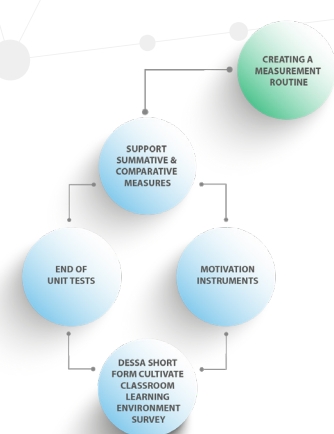 CREATING A
MEASUREMENT
ROUTINE
SUPPORT
SUMMATIVE &
COMPARATIVE
MEASURES
END OF
UNIT TESTS
MOTIVATION
INSTRUMENTS
DESSA SHORT
FORM CULTIVATE
CLASSROOM
LEARNING
ENVIRONMENT
SURVEY